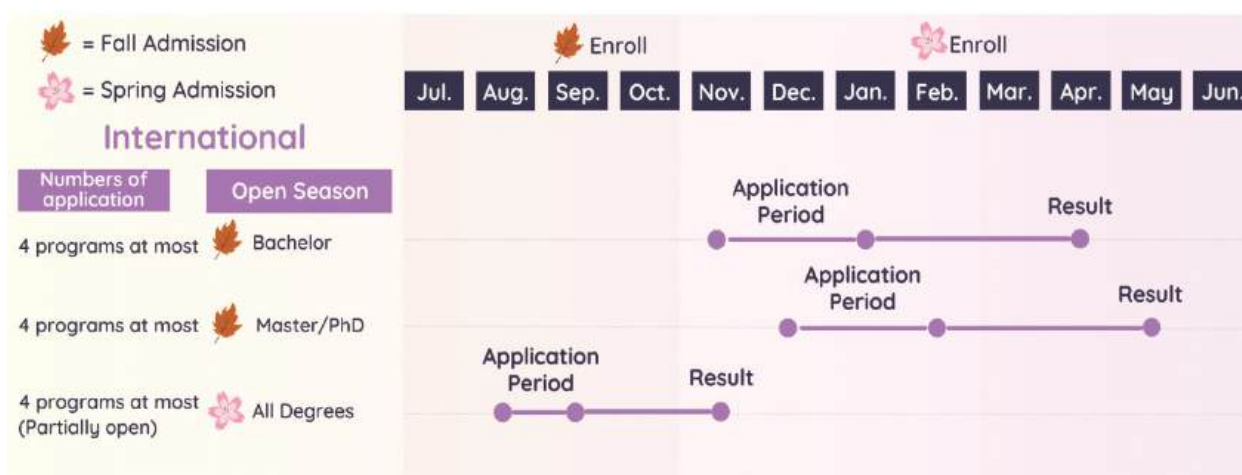 = Fall Admission
Enroll
Enroll
= Spring Admission
Jul. Aug. Sep. Oct. Nov. Dec. Jan. Feb. Mar. Apr. May Jun.
International
Numbers of
application
Open Season
4 programs at most
Bachelor
Application
Period
Result
4 programs at most
Master/PhD
Application
Period
Result
4 programs at most
(Partially open)
All Degrees
Application
Period
Result